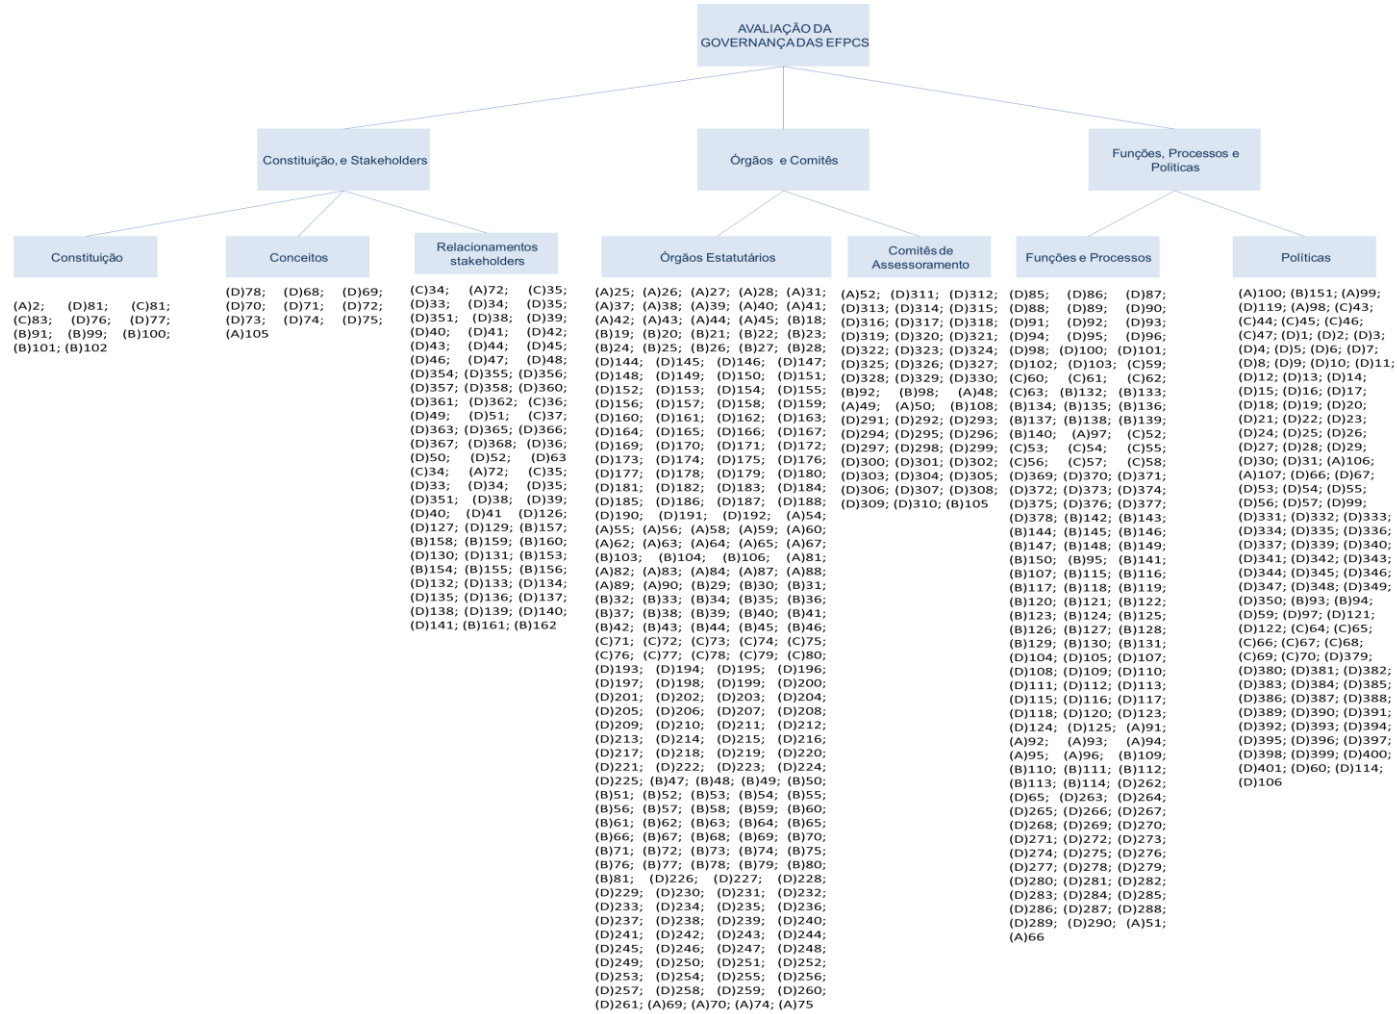 AVALIAÇÃO DA
GOVERNANÇA DAS EFPCS
Constituição, e Stakeholders
Órgãos e Comitês
Funções, Processos e
Politicas
Constituição
(A)2; (D)81; (C)81;
(C)83; (D)76; (D)77;
(B)91; (B)99; (B)100;
(B)101; (B)102
Conceitos
(D)78; (D)68; (D)69;
(D)70; (D)71; (D)72;
(D)73; (D)74; (D)75;
(A)105
Relacionamentos
stakeholders
(C)34; (A)72; (C)35;
(D)33; (D)34; (D)35;
(D)351; (D)38; (D)39;
(D)40; (D)41; (D)42;
(D)43; (D)44; (D)45;
(D)46; (D)47; (D)48;
(D)354; (D)355; (D)356;
(D)357; (D)358; (D)360;
(D)361; (D)362; (C)36;
(D)49; (D)51; (C)37;
(D)363; (D)365; (D)366;
(D)367; (D)368; (D)36;
(D)50; (D)52; (D)63
(C)34; (A)72; (C)35;
(D)33; (D)34; (D)35;
(D)351; (D)38; (D)39;
(D)40; (D)41 (D)126;
(D)127; (D)129; (B)157;
(B)158; (B)159; (B)160;
(D)130; (D)131; (B)153;
(B)154; (B)155; (B)156;
(D)132; (D)133; (D)134;
(D)135; (D)136; (D)137;
(D)138; (D)139; (D)140;
(D)141; (B)161; (B)162
Órgãos Estatutários
(A)25; (A)26; (A)27; (A)28; (A)31;
(A)37; (A)38; (A)39; (A)40; (A)41;
(A)42; (A)43; (A)44; (A)45; (B)18;
(B)19; (B)20; (B)21; (B)22; (B)23;
(B)24; (B)25; (B)26; (B)27; (B)28;
(D)144; (D)145; (D)146; (D)147;
(D)148; (D)149; (D)150; (D)151;
(D)152; (D)153; (D)154; (D)155;
(D)156; (D)157; (D)158; (D)159;
(D)160; (D)161; (D)162; (D)163;
(D)164; (D)165; (D)166; (D)167;
(D)169; (D)170; (D)171; (D)172;
(D)173; (D)174; (D)175; (D)176;
(D)177; (D)178; (D)179; (D)180;
(D)181; (D)182; (D)183; (D)184;
(D)185; (D)186; (D)187; (D)188;
(D)190; (D)191; (D)192; (A)54;
(A)55; (A)56; (A)58; (A)59; (A)60;
(A)62; (A)63; (A)64; (A)65; (A)67;
(B)103; (B)104; (B)106; (A)81;
(A)82; (A)83; (A)84; (A)87; (A)88;
(A)89; (A)90; (B)29; (B)30; (B)31;
(B)32; (B)33; (B)34; (B)35; (B)36;
(B)37; (B)38; (B)39; (B)40; (B)41;
(B)42; (B)43; (B)44; (B)45; (B)46;
(C)71; (C)72; (C)73; (C)74; (C)75;
(C)76; (C)77; (C)78; (C)79; (C)80;
(D)193; (D)194; (D)195; (D)196;
(D)197; (D)198; (D)199; (D)200;
(D)201; (D)202; (D)203; (D)204;
(D)205; (D)206; (D)207; (D)208;
(D)209; (D)210; (D)211; (D)212;
(D)213; (D)214; (D)215; (D)216;
(D)217; (D)218; (D)219; (D)220;
(D)221; (D)222; (D)223; (D)224;
(D)225; (B)47; (B)48; (B)49; (B)50;
(B)51; (B)52; (B)53; (B)54; (B)55;
(B)56; (B)57; (B)58; (B)59; (B)60;
(B)61; (B)62; (B)63; (B)64; (B)65;
(B)66; (B)67; (B)68; (B)69; (B)70;
(B)71; (B)72; (B)73; (B)74; (B)75;
(B)76; (B)77; (B)78; (B)79; (B)80;
(B)81; (D)226; (D)227; (D)228;
(D)229; (D)230; (D)231; (D)232;
(D)233; (D)234; (D)235; (D)236;
(D)237; (D)238; (D)239; (D)240;
(D)241; (D)242; (D)243; (D)244;
(D)245; (D)246; (D)247; (D)248;
(D)249; (D)250; (D)251; (D)252;
(D)253; (D)254; (D)255; (D)256;
(D)257; (D)258; (D)259; (D)260;
(D)261; (A)69; (A)70; (A)74; (A)75
Comitês de
Assessoramento
(A)52; (D)311; (D)312;
(D)313; (D)314; (D)315;
(D)316; (D)317; (D)318;
(D)319; (D)320; (D)321;
(D)322; (D)323; (D)324;
(D)325; (D)326; (D)327;
(D)328; (D)329; (D)330;
(B)92; (B)98; (A)48;
(A)49; (A)50; (B)108;
(D)291; (D)292; (D)293;
(D)294; (D)295; (D)296;
(D)297; (D)298; (D)299;
(D)300; (D)301; (D)302;
(D)303; (D)304; (D)305;
(D)306; (D)307; (D)308;
(D)309; (D)310; (B)105
Funções e Processos
(D)85; (D)86; (D)87;
(D)88; (D)89; (D)90;
(D)91; (D)92; (D)93;
(D)94; (D)95; (D)96;
(D)98; (D)100; (D)101;
(D)102; (D)103; (C)59;
(C)60; (C)61; (C)62;
(C)63; (B)132; (B)133;
(B)134; (B)135; (B)136;
(B)137; (B)138; (B)139;
(B)140; (A)97; (C)52;
(C)53; (C)54; (C)55;
(C)56; (C)57; (C)58;
(D)369; (D)370; (D)371;
(D)372; (D)373; (D)374;
(D)375; (D)376; (D)377;
(D)378; (B)142; (B)143;
(B)144; (B)145; (B)146;
(B)147; (B)148; (B)149;
(B)150; (B)95; (B)141;
(B)107; (B)115; (B)116;
(B)117; (B)118; (B)119;
(B)120; (B)121; (B)122;
(B)123; (B)124; (B)125;
(B)126; (B)127; (B)128;
(B)129; (B)130; (B)131;
(D)104; (D)105; (D)107;
(D)108; (D)109; (D)110;
(D)111; (D)112; (D)113;
(D)115; (D)116; (D)117;
(D)118; (D)120; (D)123;
(D)124; (D)125; (A)91;
(A)92; (A)93; (A)94;
(A)95; (A)96; (B)109;
(B)110; (B)111; (B)112;
(B)113; (B)114; (D)262;
(D)65; (D)263; (D)264;
(D)265; (D)266; (D)267;
(D)268; (D)269; (D)270;
(D)271; (D)272; (D)273;
(D)274; (D)275; (D)276;
(D)277; (D)278; (D)279;
(D)280; (D)281; (D)282;
(D)283; (D)284; (D)285;
(D)286; (D)287; (D)288;
(D)289; (D)290; (A)51;
(A)66
Políticas
(A)100; (B)151; (A)99;
(D)119; (A)98; (C)43;
(C)44; (C)45; (C)46;
(C)47; (D)1; (D)2; (D)3;
(D)4; (D)5; (D)6; (D)7;
(D)8; (D)9; (D)10; (D)11;
(D)12; (D)13; (D)14;
(D)15; (D)16; (D)17;
(D)18; (D)19; (D)20;
(D)21; (D)22; (D)23;
(D)24; (D)25; (D)26;
(D)27; (D)28; (D)29;
(D)30; (D)31; (A)106;
(A)107; (D)66; (D)67;
(D)53; (D)54; (D)55;
(D)56; (D)57; (D)99;
(D)331; (D)332; (D)333;
(D)334; (D)335; (D)336;
(D)337; (D)339; (D)340;
(D)341; (D)342; (D)343;
(D)344; (D)345; (D)346;
(D)347; (D)348; (D)349;
(D)350; (B)93; (B)94;
(D)59; (D)97; (D)121;
(D)122; (C)64; (C)65;
(C)66; (C)67; (C)68;
(C)69; (C)70; (D)379;
(D)380; (D)381; (D)382;
(D)383; (D)384; (D)385;
(D)386; (D)387; (D)388;
(D)389; (D)390; (D)391;
(D)392; (D)393; (D)394;
(D)395; (D)396; (D)397;
(D)398; (D)399; (D)400;
(D)401; (D)60; (D)114;
(D)106